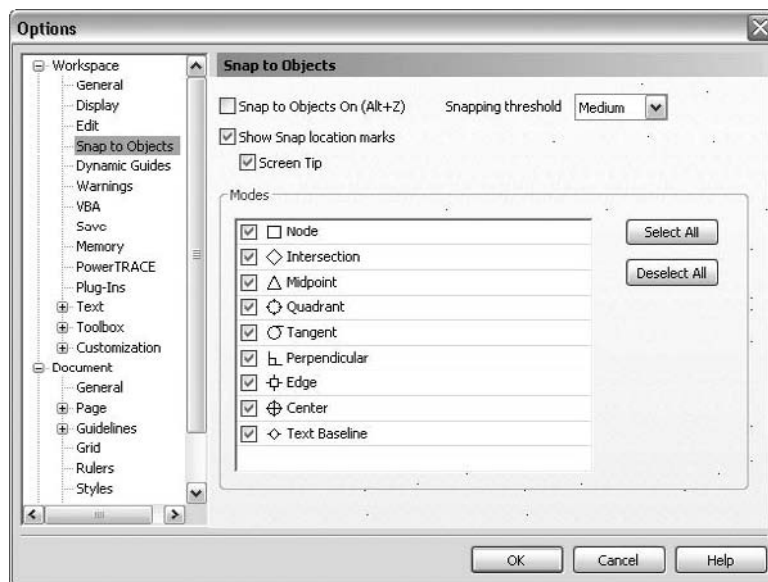 Options
Workspace
General
Display
Edit
Snap to Objects
Dynamic Guides
Warnings
VBA
Save
Memory
PowerTRACE
Plug-Ins
Text
Toolbox
Customization
Document
General
Page
Guidelines
Grid
Rulers
Styles
Snap to Objects
Snap to Objects On (Alt+Z) Snapping threshold Medium
Show Snap location marks
Screen Tip
Modes
Node
Intersection
Midpoint
Quadrant
Tangent
Perpendicular
Edge
Center
Text Baseline
Select All
Deselect All
OK Cancel Help